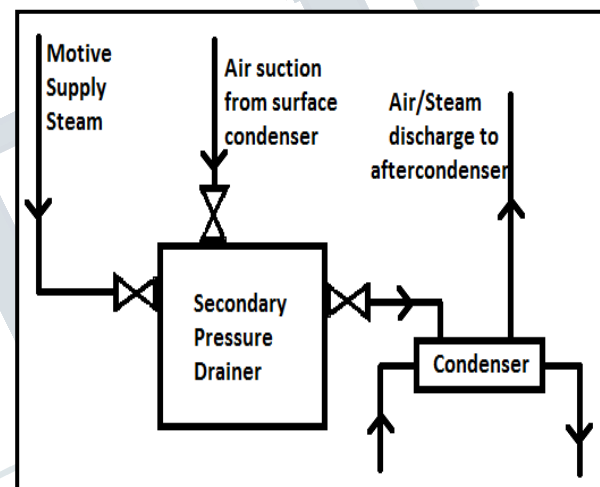 Motive
Supply
Steam
Air suction
from surface
condenser
Air/Steam
discharge to
aftercondenser
Secondary
Pressure
Drainer
Condenser